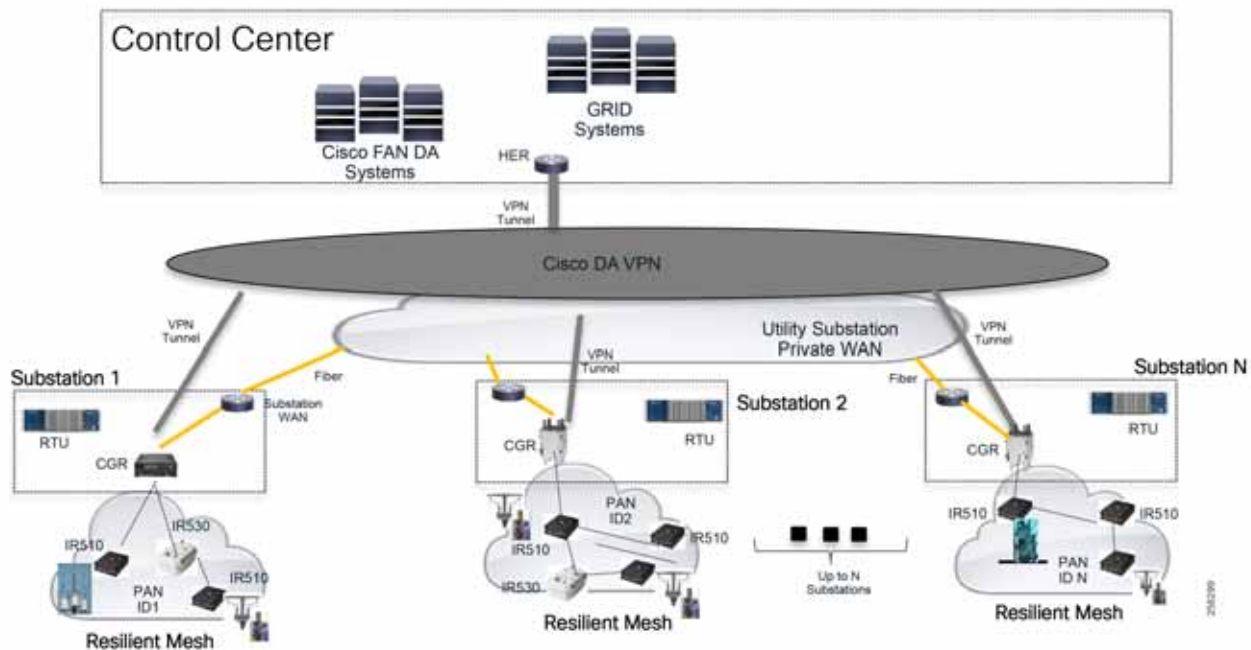 Control Center
GRID
Systems
Cisco FAN DA
Systems
HER
VPN
Tunnel
Cisco DA VPN
VPN
Tunnel
Utility Substation
Private WAN
VPN
Tunnel
VPN
Tunnel
Substation 1
Fiber
Substation
WAN
RTU
CGR
Substation 2
RTU
CGR
Fiber
Substation N
RTU
CGR
IR530
IR510
IR510
PAN
ID1
Resilient Mesh
PAN
ID2
IR510
IR510
IR530
Resilient Mesh
Up to N
Substations
IR510
IR510
PAN
ID N
Resilient Mesh
258299